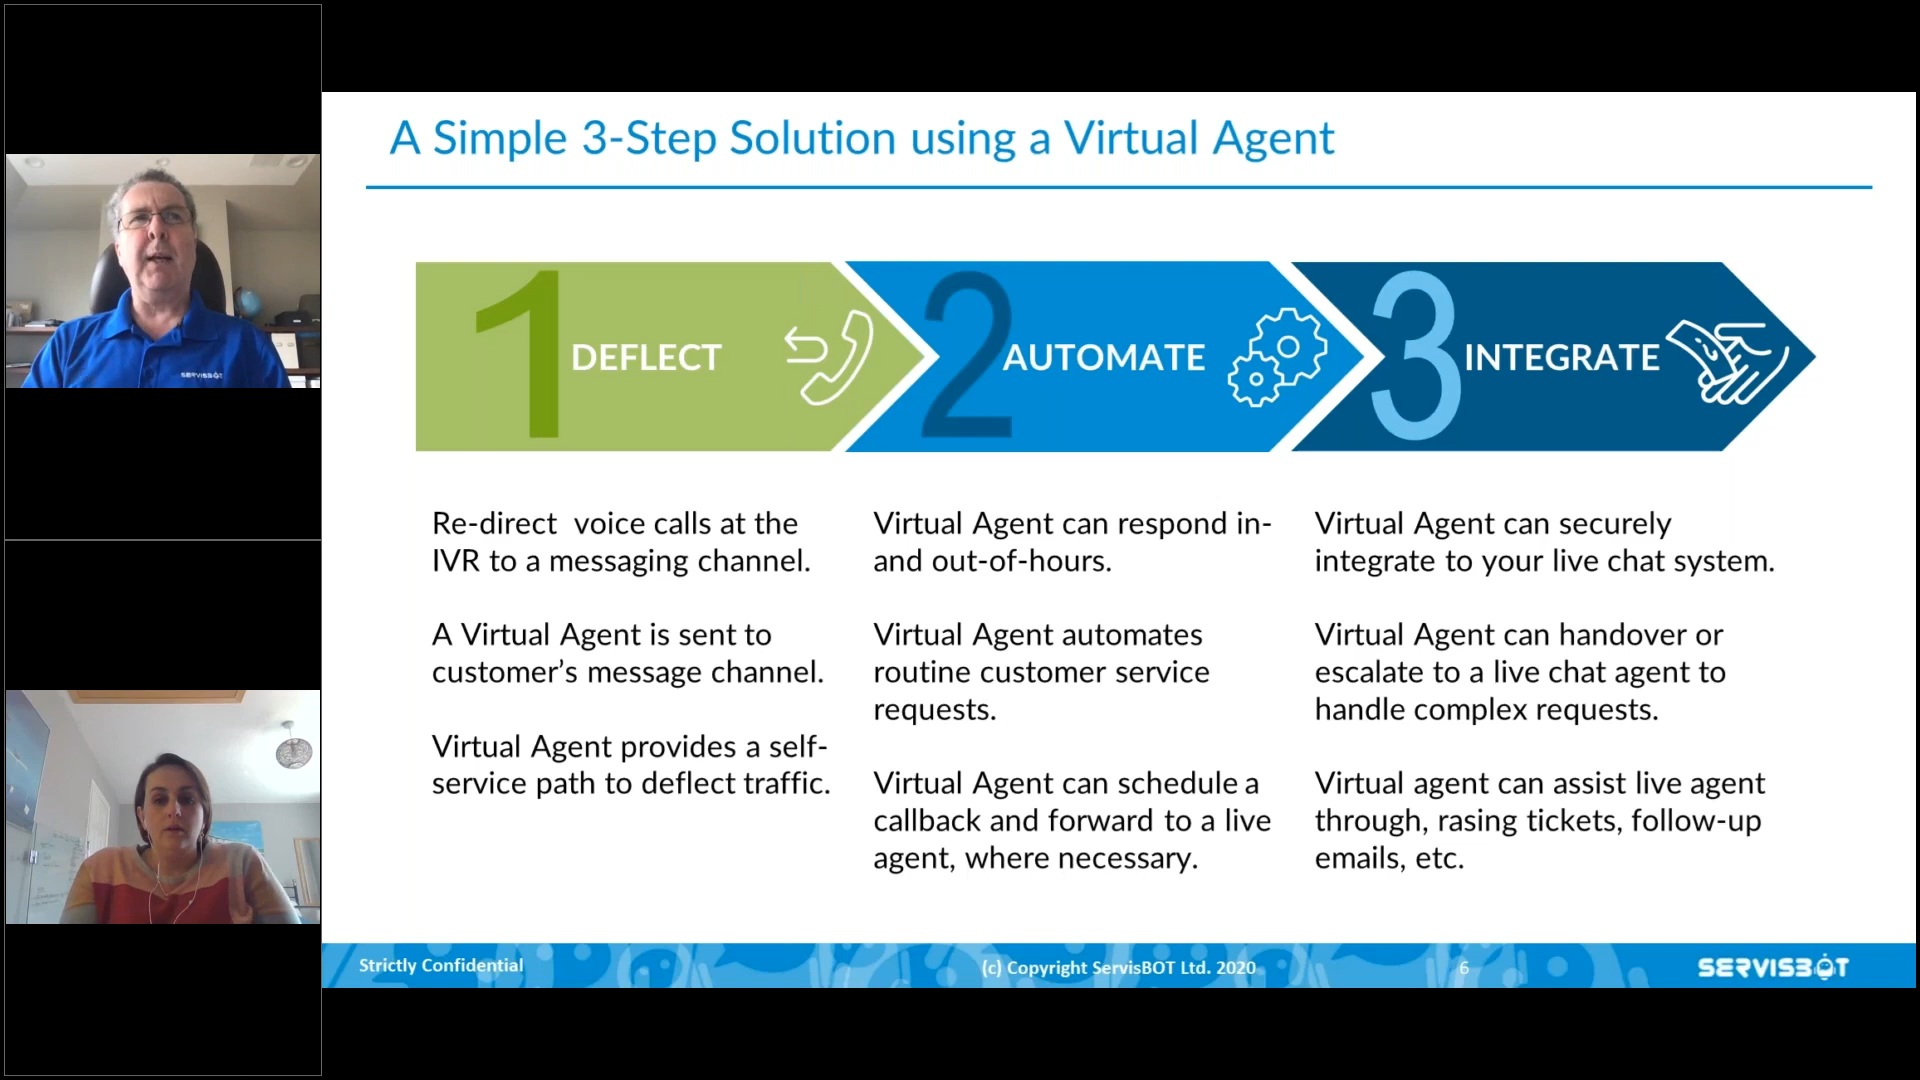 A Simple 3-Step Solution using a Virtual Agent
1 DEFLECT
2 AUTOMATE
3 INTEGRATE
Re-direct  voice calls at the
IVR to a messaging channel.
A Virtual Agent is sent to
customer’s message channel.
Virtual Agent provides a self-
service path to deflect traffic.
Virtual Agent can respond in-
and out-of-hours.
Virtual Agent automates
routine customer service
requests.
Virtual Agent can schedule a
callback and forward to a live
agent, where necessary.
Virtual Agent can securely
integrate to your live chat system.
Virtual Agent can handover or
escalate to a live chat agent to
handle complex requests.
Virtual agent can assist live agent
through, rasing tickets, follow-up
emails, etc.
Strictly Confidential
(c) Copyright ServisBOT Ltd. 2020
6
SERVISBOT
SERVISBOT